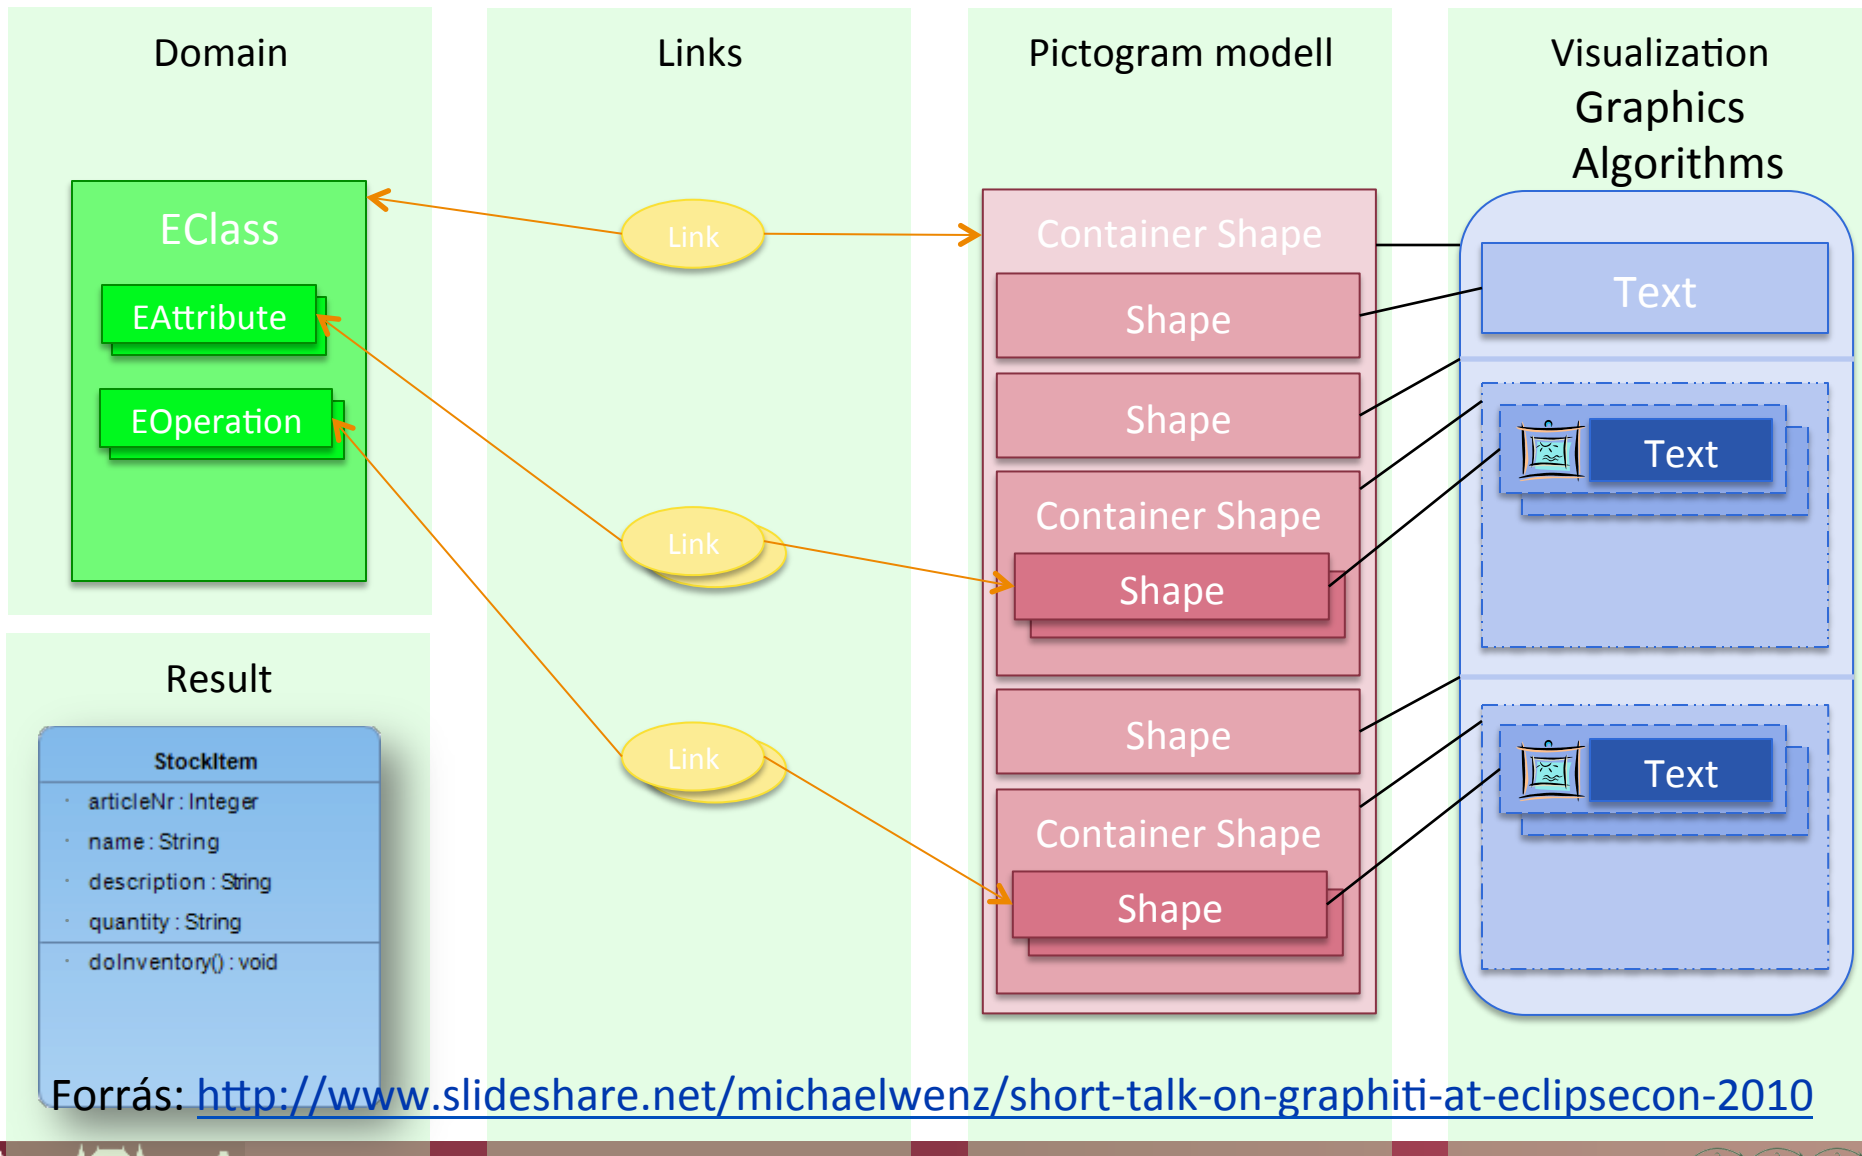 Domain
EClass
EAttribute
EOperation
Links
Link
Link
Link
Pictogram modell
Container Shape
Shape
Shape
Container Shape
Shape
Shape
Container Shape
Shape
Visualization
Graphics
Algorithms
Text
Text
Text
Result
StockItem
articleNr : Integer
name : String
description : String
quantity : String
doInventory() : void
Forrás: http://www.slideshare.net/michaelwenz/short-talk-on-graphiti-at-eclipsecon-2010